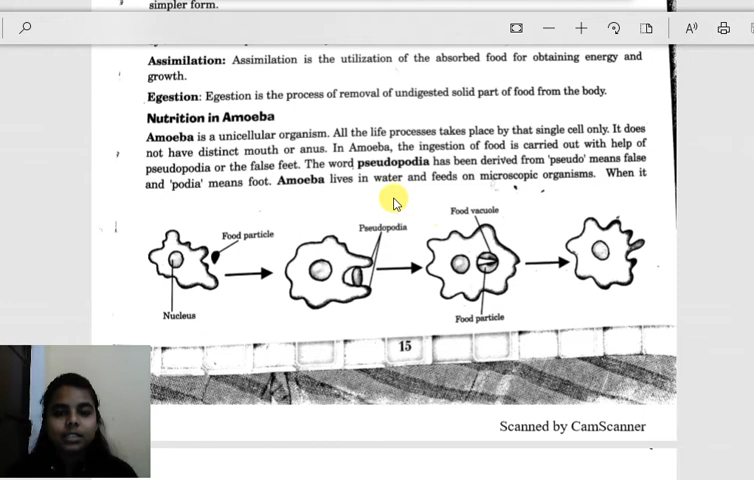 simpler form.
Assimilation: Assimilation is the utilization of the absorbed food for obtaining energy and
growth.
Egestion: Egestion is the process of removal of undigested solid part of food from the body.
Nutrition in Amoeba
Amoeba is a unicellular organism. All the life processes takes place by that single cell only. It does
not have distinct mouth or anus. In Amoeba, the ingestion of food is carried out with help of
pseudopodia or the false feet. The word pseudopodia has been derived from 'pseudo' means false
and 'podia' means foot. Amoeba lives in water and feeds on microscopic organisms. When it
Food vacuole
Pseudopodia
Food particle
Nucleus
Food particle
15
Scanned by CamScanner